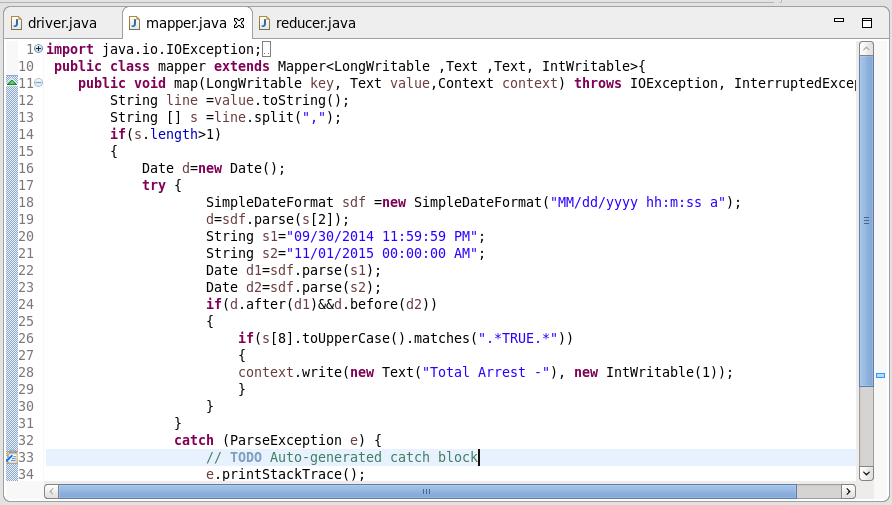 driver.java mapper.java reducer.java
1 import java.io.IOException;
10 public class mapper extends Mapper<LongWritable ,Text ,Text, IntWritable>{
11 public void map(LongWritable key, Text value,Context context) throws IOException, InterruptedExcep
12 String line =value.toString();
13 String [] s =line.split(",");
14 if(s.length>1)
15 {
16 Date d=new Date();
17 try {
18 SimpleDateFormat sdf =new SimpleDateFormat("MM/dd/yyyy hh:m:ss a");
19 d=sdf.parse(s[2]);
20 String s1="09/30/2014 11:59:59 PM";
21 String s2="11/01/2015 00:00:00 AM";
22 Date d1=sdf.parse(s1);
23 Date d2=sdf.parse(s2);
24 if(d.after(d1)&&d.before(d2))
25 {
26 if(s[8].toUpperCase().matches(".*TRUE.*"))
27 {
28 context.write(new Text("Total Arrest -"), new IntWritable(1));
29 }
30 }
31 }
32 catch (ParseException e) {
33 // TODO Auto-generated catch block
34 e.printStackTrace();